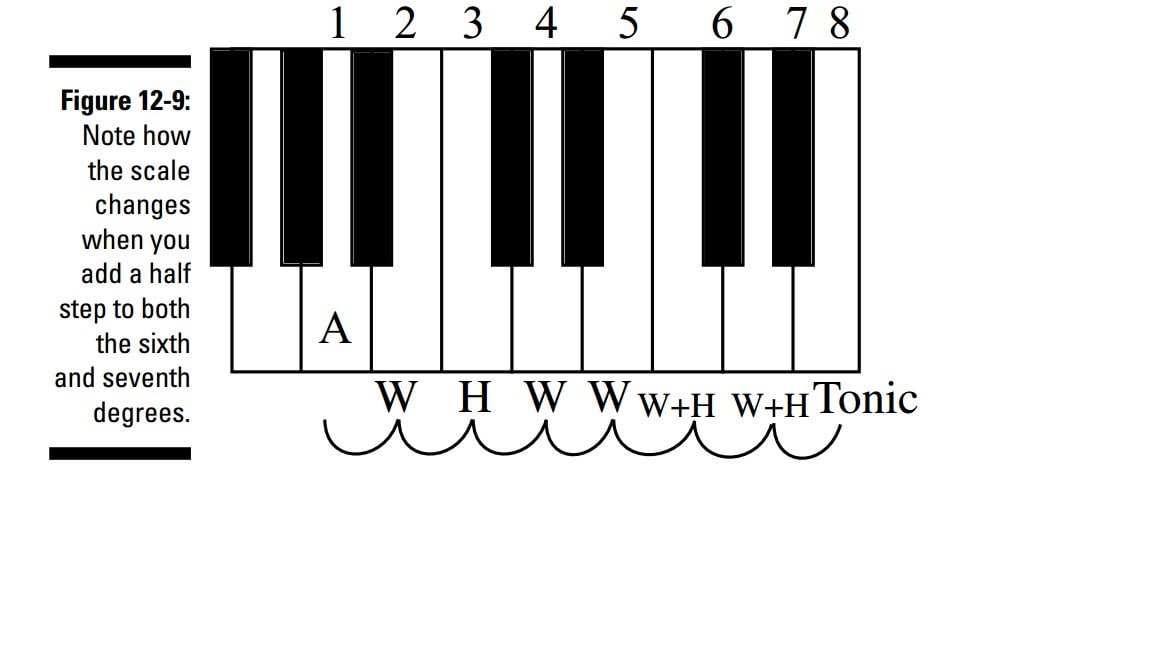 1 2 3 4 5 6 7 8
Figure 12-9:
Note how
the scale
changes
when you
add a half
step to both
the sixth
and seventh
degrees.
A
W H W W W+H W+H Tonic